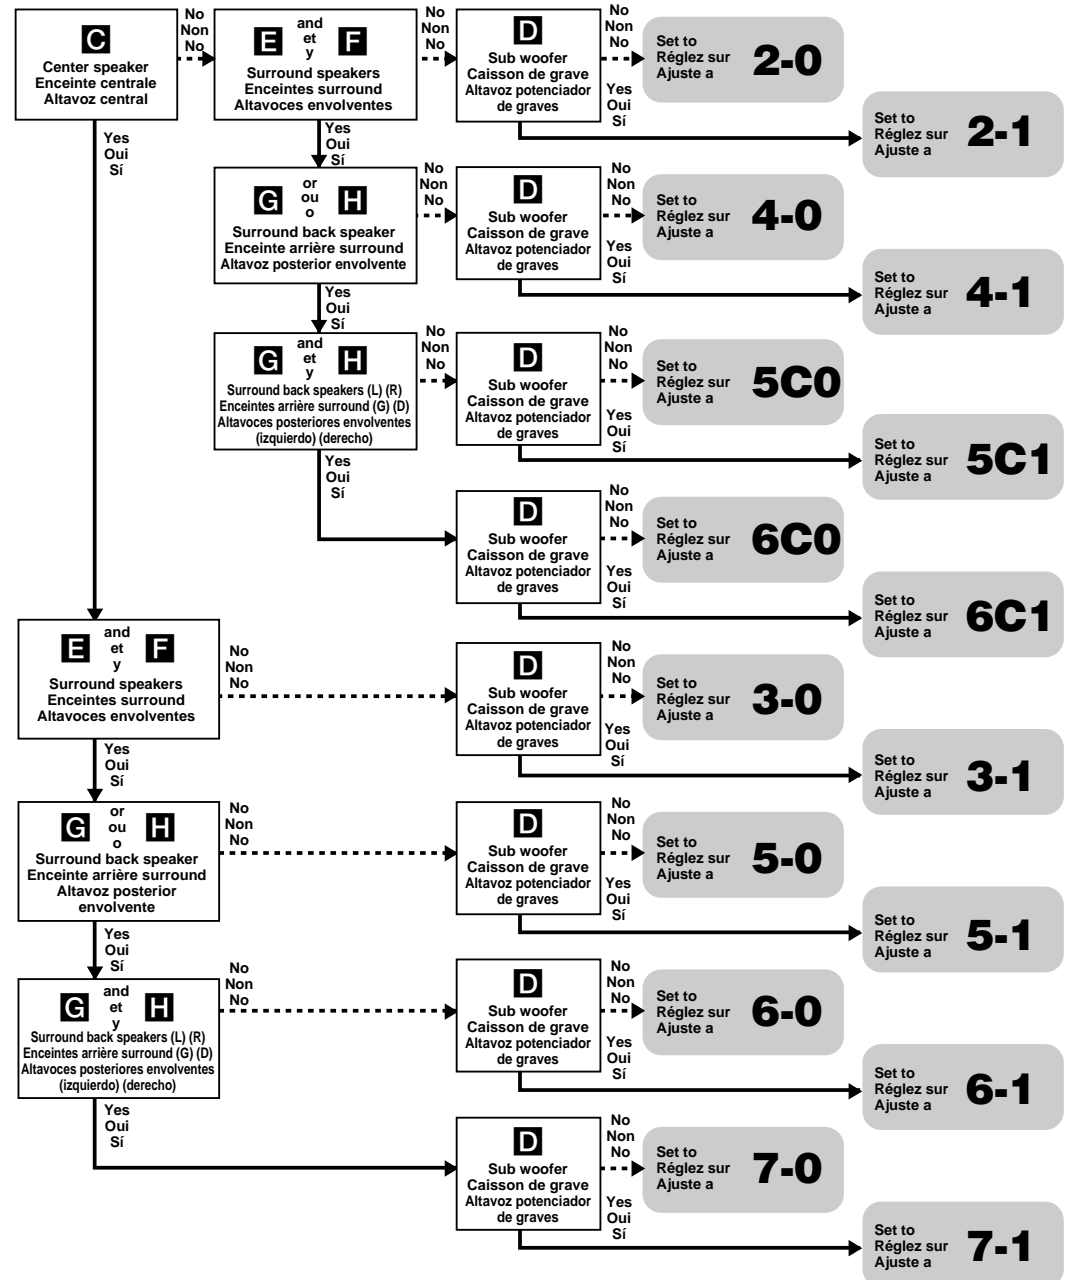 C
Center speaker
Enceinte centrale
Altavoz central
No
Non
No
Yes
Oui
Sí
E and et y F
Surround speakers
Enceintes surround
Altavoces envolventes
No
Non
No
Yes
Oui
Sí
D
Sub woofer
Caisson de grave
Altavoz potenciador
de graves
No
Non
No
Yes
Oui
Sí
Set to
Réglez sur
Ajuste a
2-0
Set to
Réglez sur
Ajuste a
2-1
G or ou o H
Surround back speaker
Enceinte arrière surround
Altavoz posterior envolvente
No
Non
No
Yes
Oui
Sí
D
Sub woofer
Caisson de grave
Altavoz potenciador
de graves
No
Non
No
Yes
Oui
Sí
Set to
Réglez sur
Ajuste a
4-0
Set to
Réglez sur
Ajuste a
4-1
G and et y H
Surround back speakers (L) (R)
Enceintes arrière surround (G) (D)
Altavoces posteriores envolventes
(izquierdo) (derecho)
No
Non
No
Yes
Oui
Sí
D
Sub woofer
Caisson de grave
Altavoz potenciador
de graves
No
Non
No
Yes
Oui
Sí
Set to
Réglez sur
Ajuste a
5C0
Set to
Réglez sur
Ajuste a
5C1
D
Sub woofer
Caisson de grave
Altavoz potenciador
de graves
No
Non
No
Yes
Oui
Sí
Set to
Réglez sur
Ajuste a
6C0
Set to
Réglez sur
Ajuste a
6C1
E and et y F
Surround speakers
Enceintes surround
Altavoces envolventes
No
Non
No
Yes
Oui
Sí
D
Sub woofer
Caisson de grave
Altavoz potenciador
de graves
No
Non
No
Yes
Oui
Sí
Set to
Réglez sur
Ajuste a
3-0
Set to
Réglez sur
Ajuste a
3-1
G or ou o H
Surround back speaker
Enceinte arrière surround
Altavoz posterior
envolvente
No
Non
No
Yes
Oui
Sí
D
Sub woofer
Caisson de grave
Altavoz potenciador
de graves
No
Non
No
Yes
Oui
Sí
Set to
Réglez sur
Ajuste a
5-0
Set to
Réglez sur
Ajuste a
5-1
G and et y H
Surround back speakers (L) (R)
Enceintes arrière surround (G) (D)
Altavoces posteriores envolventes
(izquierdo) (derecho)
No
Non
No
Yes
Oui
Sí
D
Sub woofer
Caisson de grave
Altavoz potenciador
de graves
No
Non
No
Yes
Oui
Sí
Set to
Réglez sur
Ajuste a
6-0
Set to
Réglez sur
Ajuste a
6-1
D
Sub woofer
Caisson de grave
Altavoz potenciador
de graves
No
Non
No
Yes
Oui
Sí
Set to
Réglez sur
Ajuste a
7-0
Set to
Réglez sur
Ajuste a
7-1